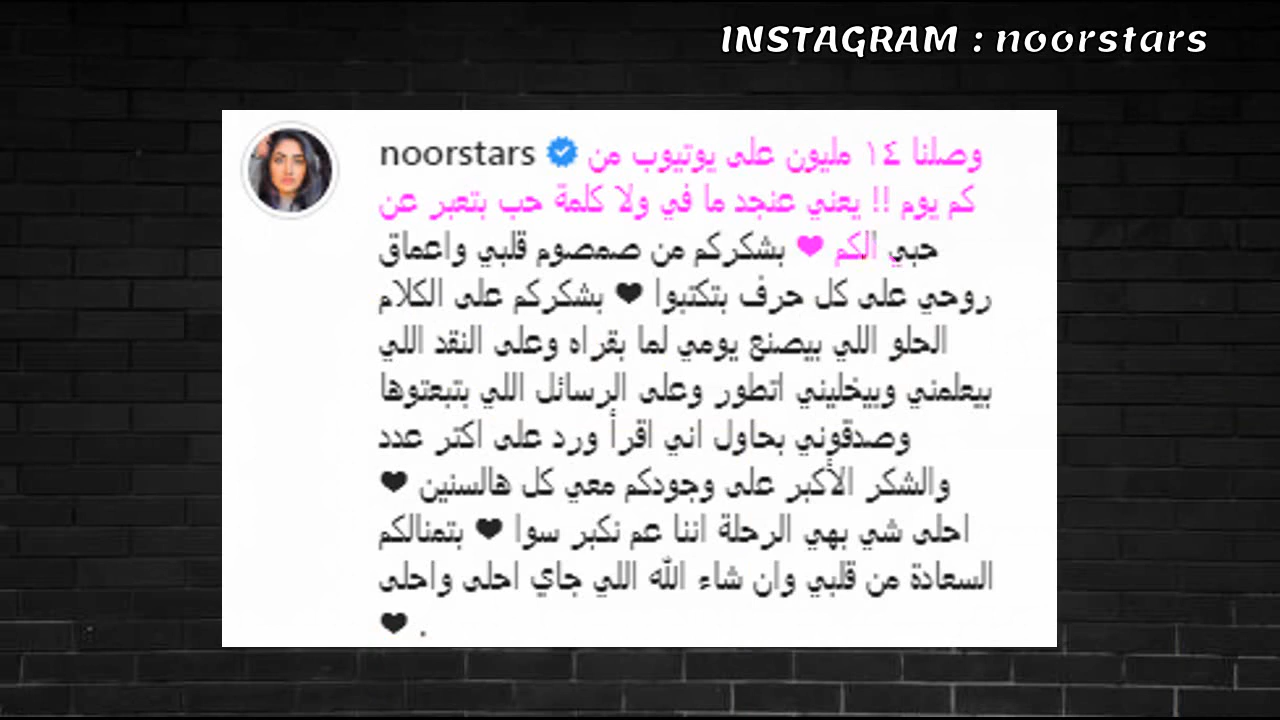 INSTAGRAM : noorstars
noorstars وصلنا ١٤ مليون على يوتيوب من
كم يوم !! يعني عنجد ما في ولا كلمة حب بتعبر عن
حبي الكم ♥ بشكركم من صمصوم قلبي واعماق
روحي على كل حرف بتكتبوا ♥ بشكركم على الكلام
الحلو اللي بيصنع يومي لما بقراه وعلى النقد اللي
بيعلمني وبيخليني اتطور وعلى الرسائل اللي بتبعتوها
وصدقوني بحاول اني اقرأ ورد على اكتر عدد
والشكر الأكبر على وجودكم معي كل هالسنين ♥
احلى شي بهي الرحلة اننا عم نكبر سوا ♥ بتمنالكم
السعادة من قلبي وان شاء الله اللي جاي احلى واحلى
♥ .